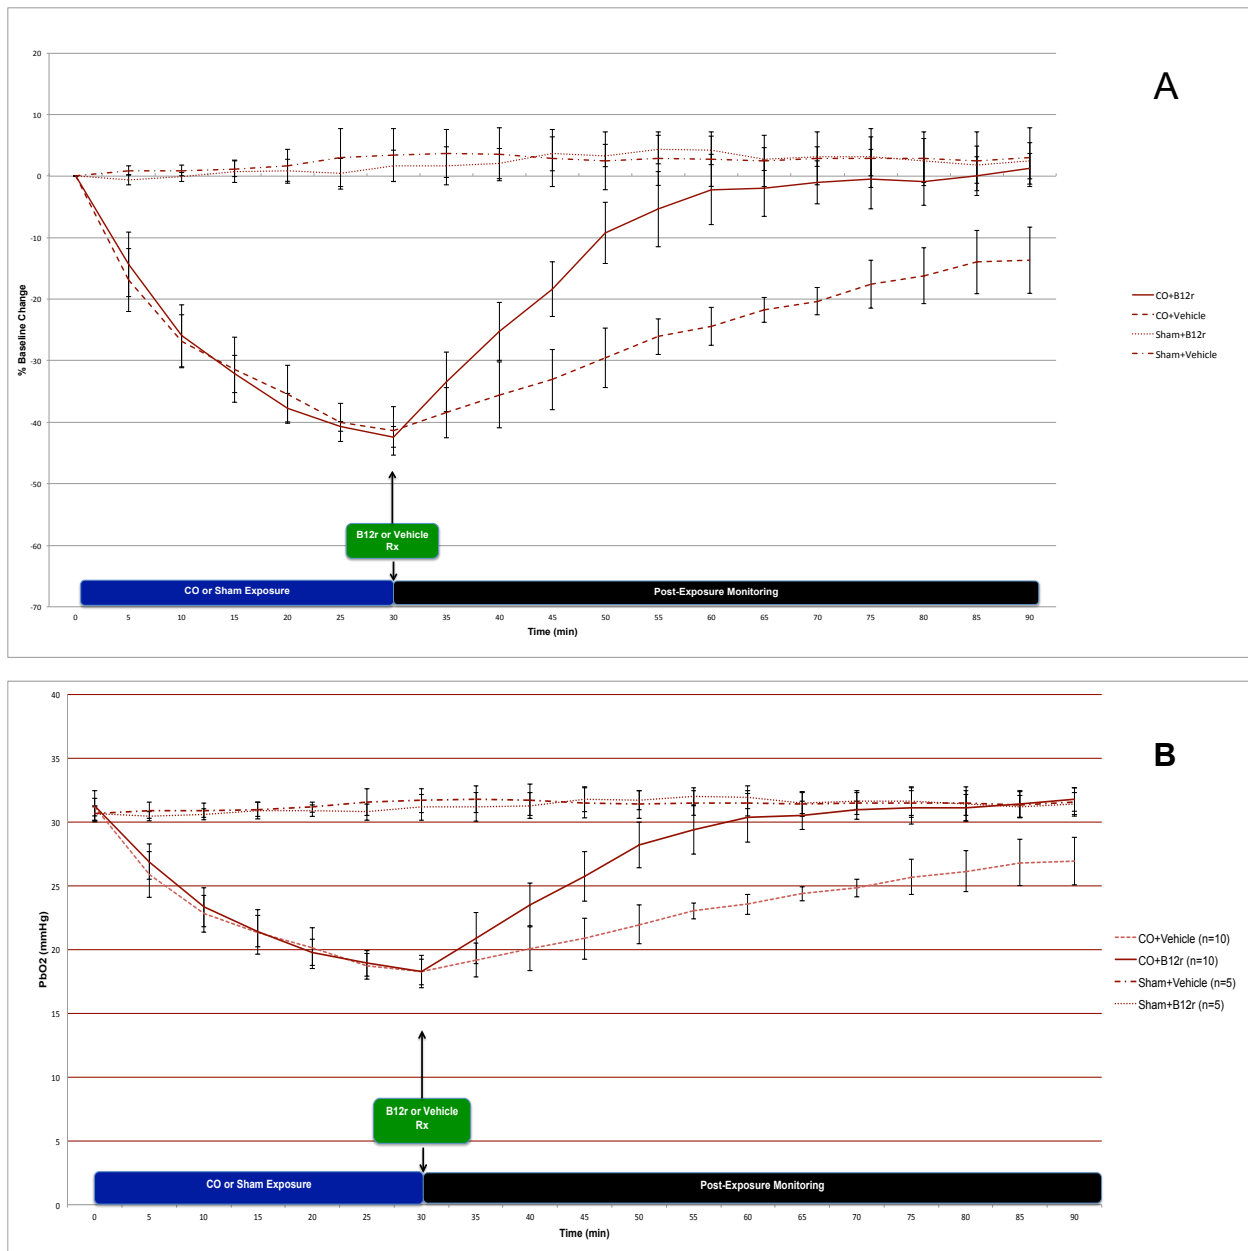 A
20
10
0
-10
-20
-30
-40
-50
-60
-70
% Baseline Change
CO+B12r
CO+Vehicle
Sham+B12r
Sham+Vehicle
B12r or Vehicle
Rx
CO or Sham Exposure
Post-Exposure Monitoring
0 5 10 15 20 25 30 35 40 45 50 55 60 65 70 75 80 85 90
Time (min)
B
40
35
30
25
20
15
10
5
0
PbO2 (mmHg)
CO+Vehicle (n=10)
CO+B12r (n=10)
Sham+Vehicle (n=5)
Sham+B12r (n=5)
B12r or Vehicle
Rx
CO or Sham Exposure
Post-Exposure Monitoring
0 5 10 15 20 25 30 35 40 45 50 55 60 65 70 75 80 85 90
Time (min)